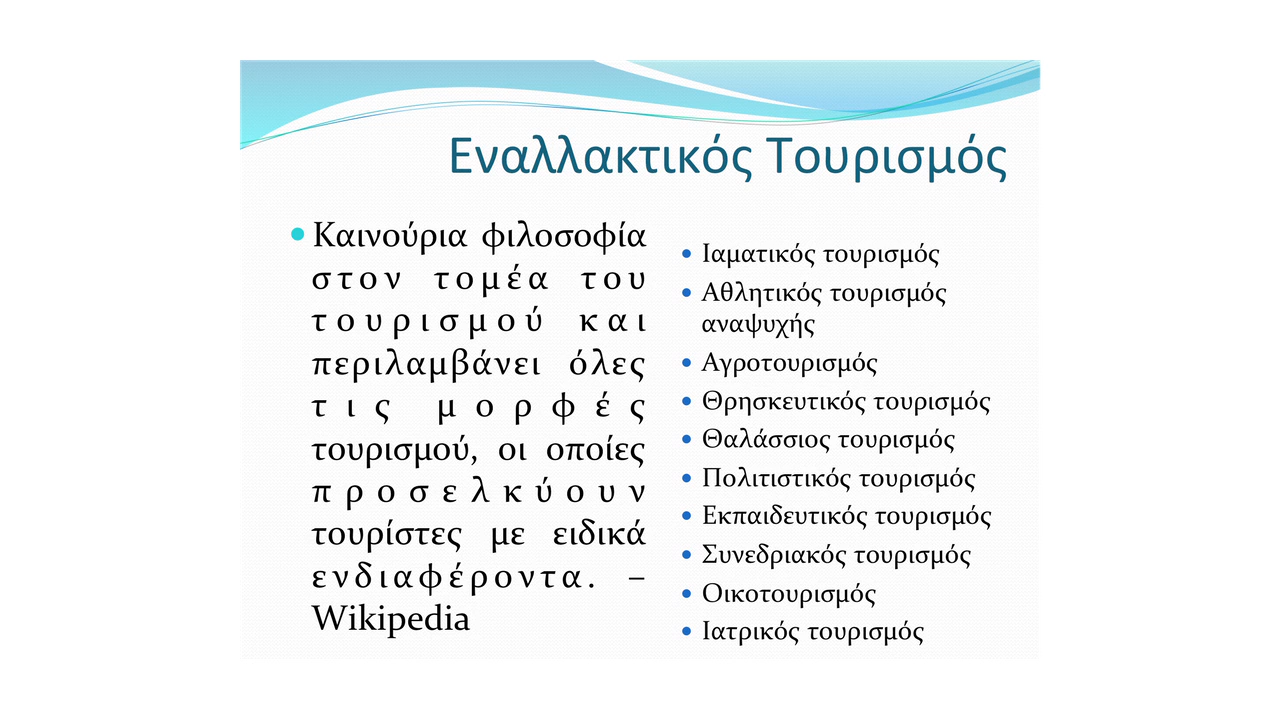 Εναλλακτικός Τουρισμός
• Καινούρια φιλοσοφία
στον τομέα του
τουρισμού και
περιλαμβάνει όλες
τις μορφές
τουρισμού, οι οποίες
προσελκύουν
τουρίστες με ειδικά
ενδιαφέροντα. –
Wikipedia
• Ιαματικός τουρισμός
• Αθλητικός τουρισμός
αναψυχής
• Αγροτουρισμός
• Θρησκευτικός τουρισμός
• Θαλάσσιος τουρισμός
• Πολιτιστικός τουρισμός
• Εκπαιδευτικός τουρισμός
• Συνεδριακός τουρισμός
• Οικοτουρισμός
• Ιατρικός τουρισμός